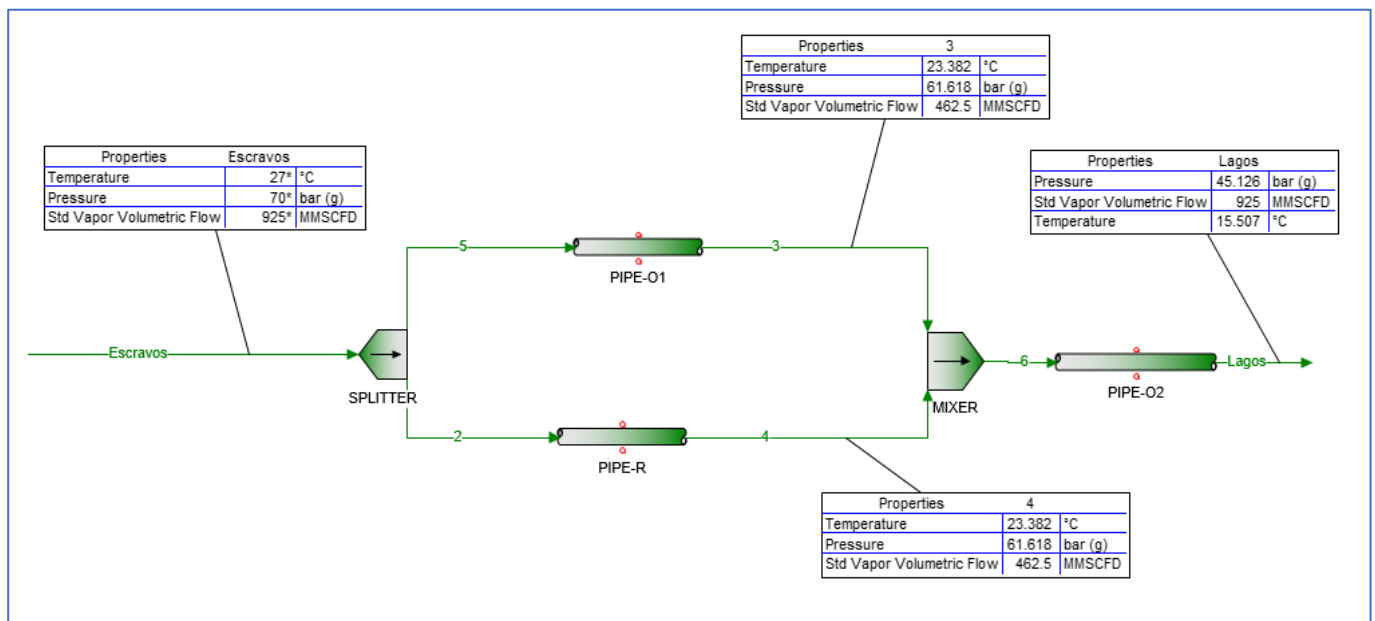 Properties 3
Temperature 23.382 °C
Pressure 61.618 bar (g)
Std Vapor Volumetric Flow 462.5 MMSCFD
Properties Escravos
Temperature 27* °C
Pressure 70* bar (g)
Std Vapor Volumetric Flow 925* MMSCFD
Properties Lagos
Pressure 45.126 bar (g)
Std Vapor Volumetric Flow 925 MMSCFD
Temperature 15.507 °C
5
3
PIPE-O1
Escravos
SPLITTER
6
Lagos
MIXER
PIPE-O2
2
4
PIPE-R
Properties 4
Temperature 23.382 °C
Pressure 61.618 bar (g)
Std Vapor Volumetric Flow 462.5 MMSCFD